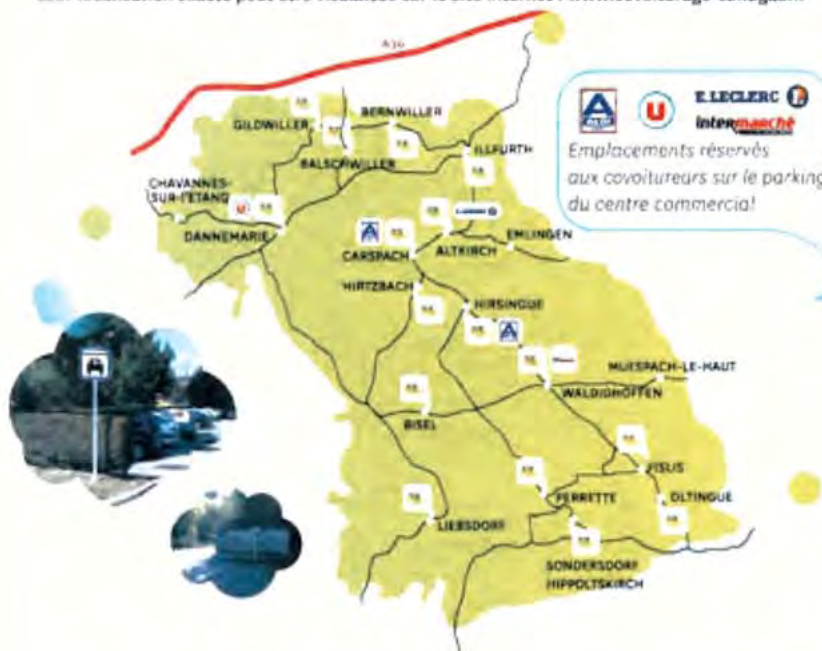 A36
BERNWILLER
GILDWILLER
BALSCHWILLER
ILLFURTH
CHAVANNES-
SUR-L'ETANG
DANNEMARIE
U
CARSPACH
ALTKIRCH
EMLINGEN
HIRTZBACH
HIRSINGUE
MUESPACH-LE-HAUT
WALDIGHOFFEN
BISEL
FISLIS
FERRETTE
OLTINGUE
LIEBSDORF
SONDERSDORF
HIPPOLTSKIRCH
U
E.LECLERC
intermarché
Emplacements réservés
aux covoitureurs sur le parking
du centre commercial